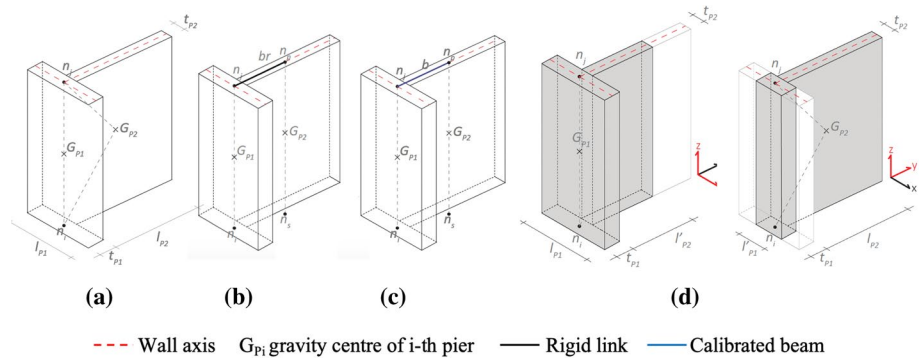 t_P2
n_j
G_P2
G_P1
n_i
l_P1
t_P1
l_P2
n_j
br
n_r
G_P2
G_P1
n_i
n_s
n_j
b
G_P2
G_P1
n_i
n_s
t_P2
n_j
G_P1
n_i
l_P1
t_P1
l'_P2
z
t_P2
n_j
G_P2
n_i
l'_P1
t_P1
l_P2
z
y
x
(a)
(b)
(c)
(d)
Wall axis G_Pi gravity centre of i-th pier Rigid link Calibrated beam